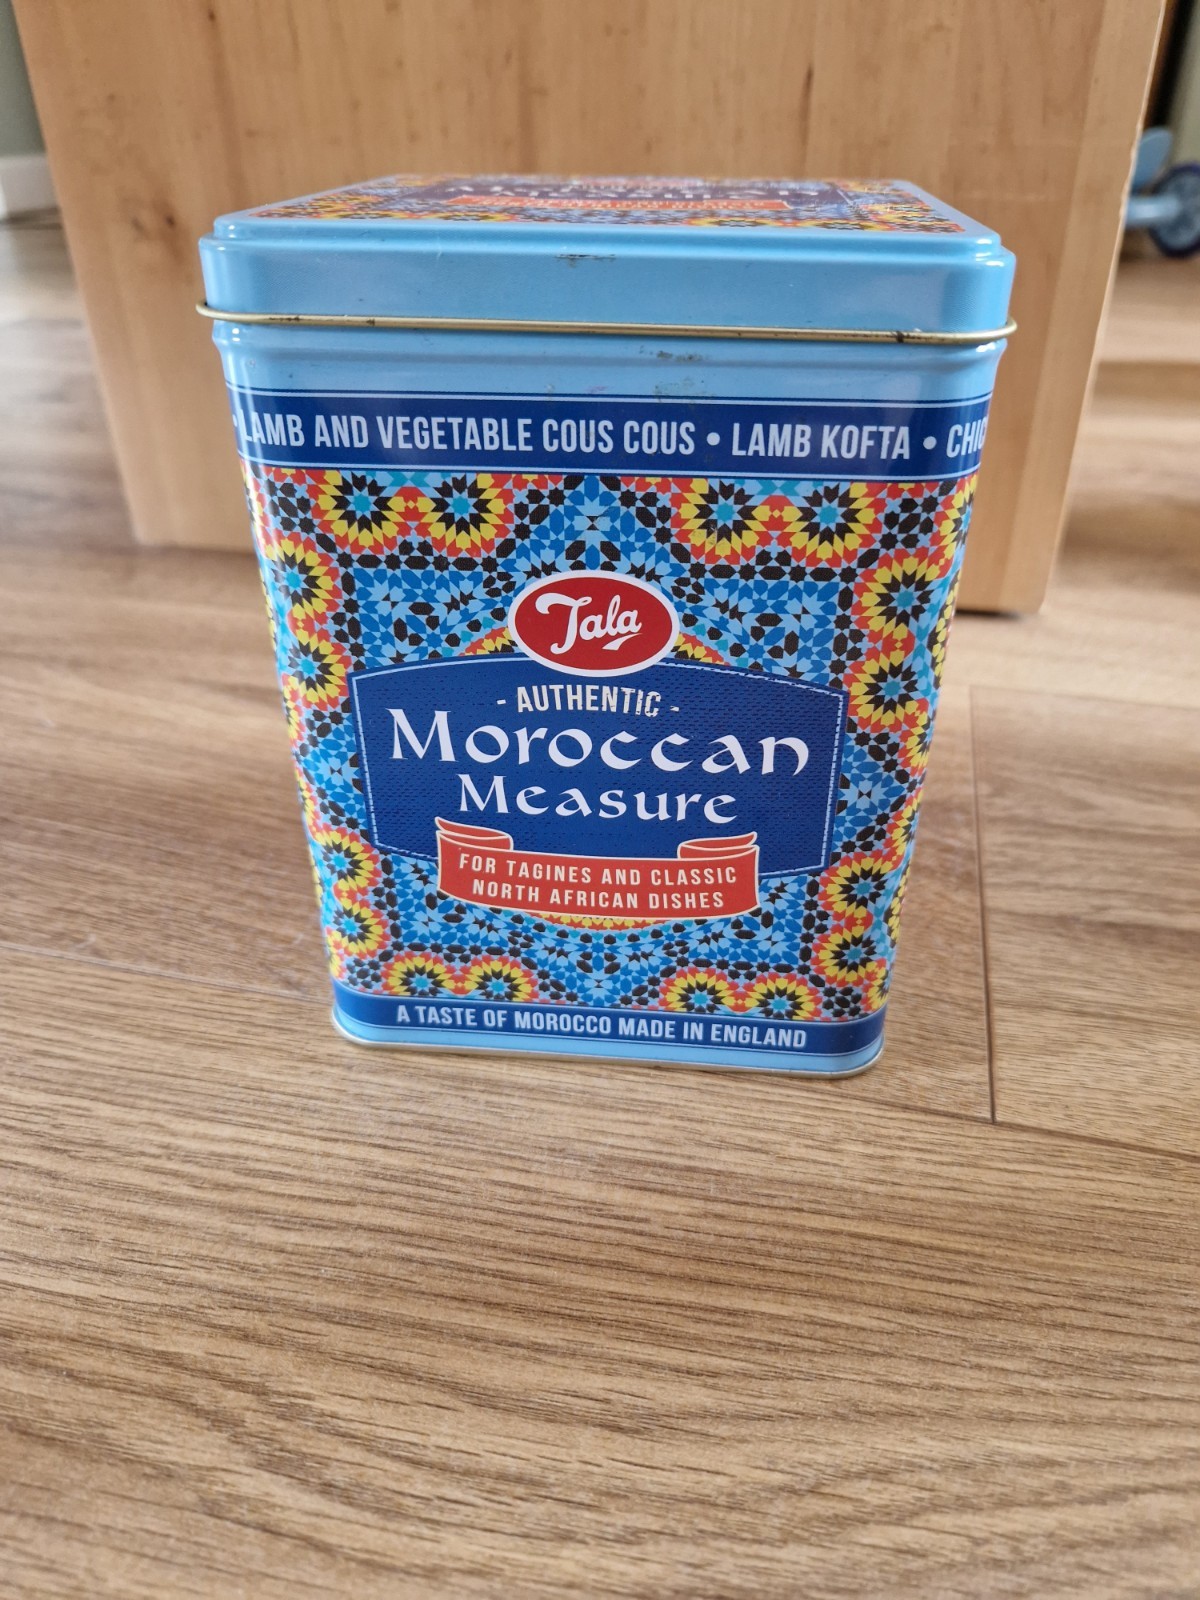 • LAMB AND VEGETABLE COUS COUS • LAMB KOFTA •
Tala
- AUTHENTIC -
Moroccan
Measure
FOR TAGINES AND CLASSIC
NORTH AFRICAN DISHES
A TASTE OF MOROCCO MADE IN ENGLAND